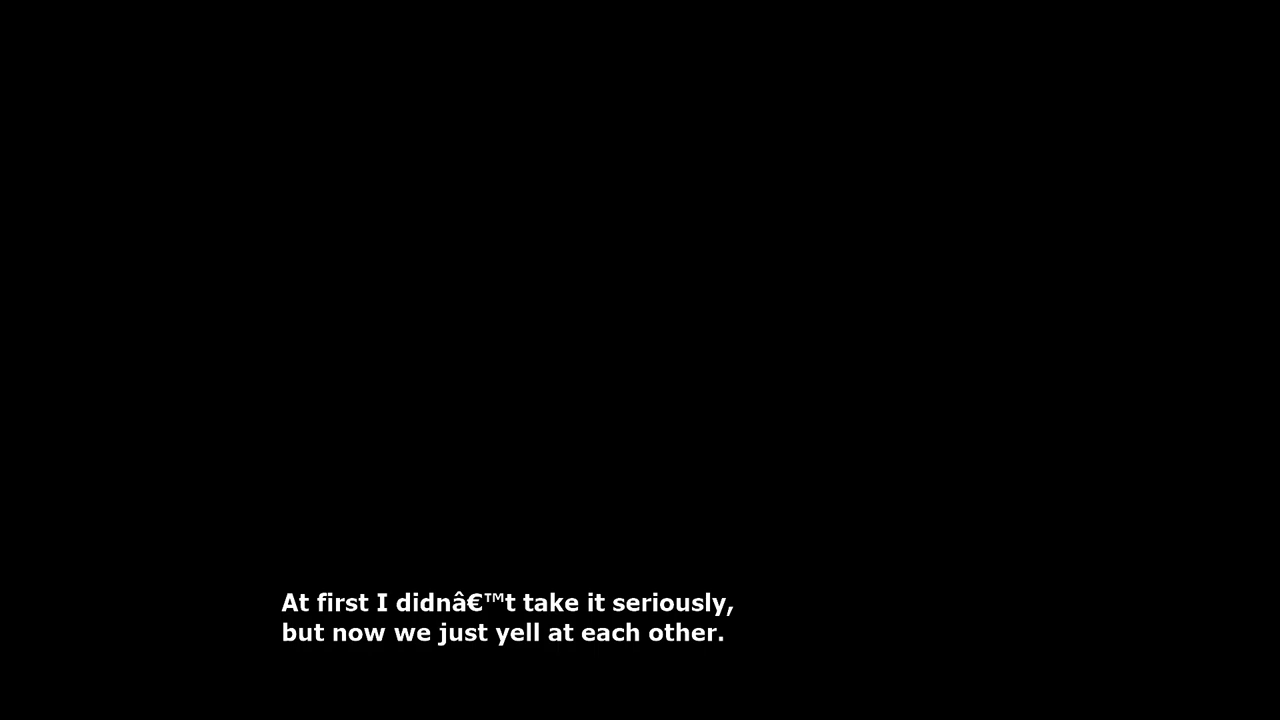 At first I didnâ€™t take it seriously,
but now we just yell at each other.